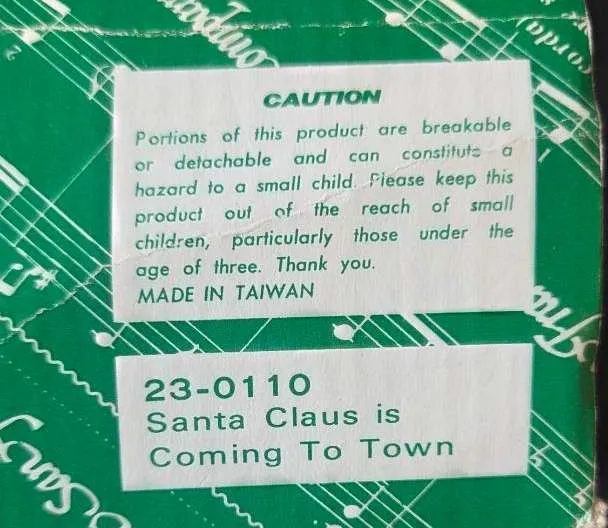 CAUTION
Portions of this product are breakable
or detachable and can constitute a
hazard to a small child. Please keep this
product out of the reach of small
children, particularly those under the
age of three. Thank you.
MADE IN TAIWAN
23-0110
Santa Claus is
Coming To Town